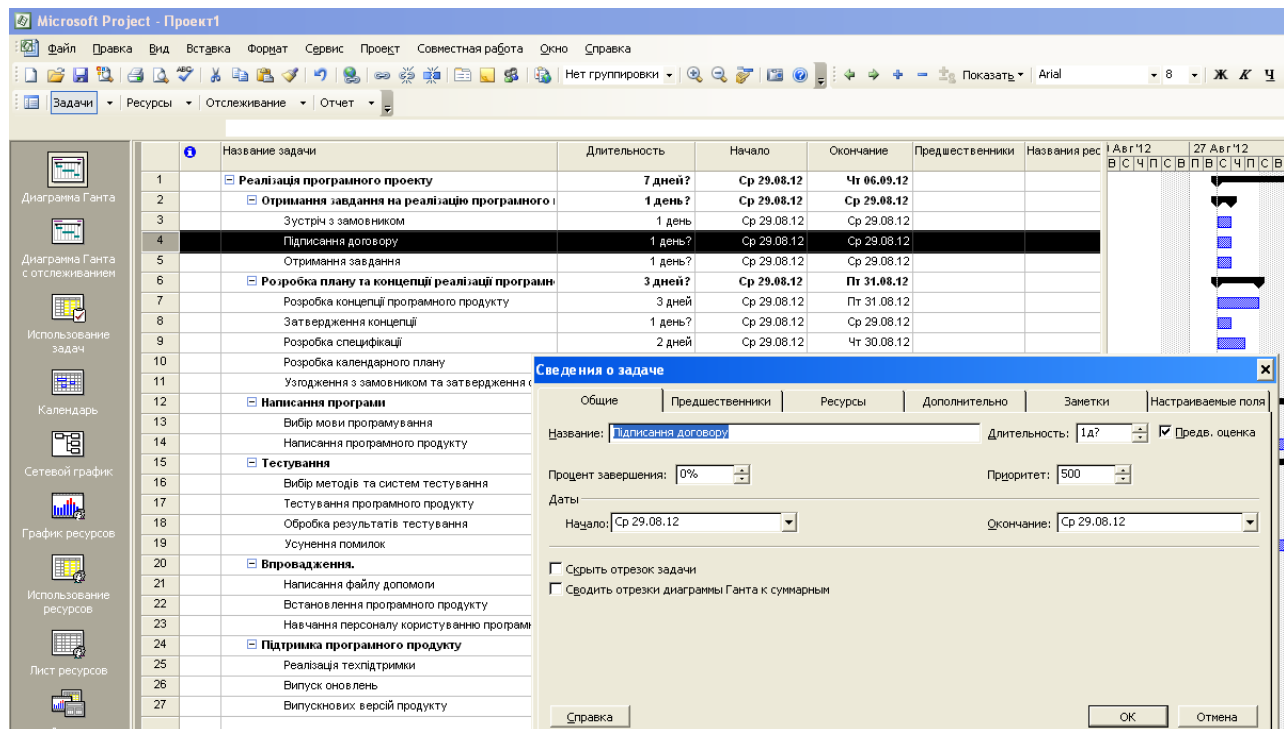 Microsoft Project - Проект1
Файл Правка Вид Вставка Формат Сервис Проект Совместная работа Окно Справка
Нет группировки Показать Arial 8 Ж К Ч
Задачи Ресурсы Отслеживание Отчет
Название задачи Длительность Начало Окончание Предшественники Названия рес Авг'12 27 Авг'12
В С Ч П С В П В С Ч П С В
1 Реалізація програмного проекту 7 дней? Ср 29.08.12 Чт 06.09.12
2 Отримання завдання на реалізацію програмного 1 день? Ср 29.08.12 Ср 29.08.12
3 Зустріч з замовником 1 день Ср 29.08.12 Ср 29.08.12
4 Підписання договору 1 день? Ср 29.08.12 Ср 29.08.12
5 Отримання завдання 1 день? Ср 29.08.12 Ср 29.08.12
6 Розробка плану та концепції реалізації програмн 3 дней? Ср 29.08.12 Пт 31.08.12
7 Розробка концепції програмного продукту 3 дней Ср 29.08.12 Пт 31.08.12
8 Затвердження концепції 1 день? Ср 29.08.12 Ср 29.08.12
9 Розробка специфікації 2 дней Ср 29.08.12 Чт 30.08.12
10 Розробка календарного плану
11 Узгодження з замовником та затвердження
12 Написання програми
13 Вибір мови програмування
14 Написання програмного продукту
15 Тестування
16 Вибір методів та систем тестування
17 Тестування програмного продукту
18 Обробка результатів тестування
19 Усунення помилок
20 Впровадження.
21 Написання файлу допомоги
22 Встановлення програмного продукту
23 Навчання персоналу користуванню програмн
24 Підтримка програмного продукту
25 Реалізація техпідтримки
26 Випуск оновлень
27 Випускнових версій продукту
Диаграмма Ганта
Диаграмма Ганта
с отслеживанием
Использование
задач
Календарь
Сетевой график
График ресурсов
Использование
ресурсов
Лист ресурсов
Сведения о задаче
Общие Предшественники Ресурсы Дополнительно Заметки Настраиваемые поля
Название: Підписання договору Длительность: 1д? Предв. оценка
Процент завершения: 0% Приоритет: 500
Даты
Начало: Ср 29.08.12 Окончание: Ср 29.08.12
Скрыть отрезок задачи
Сводить отрезки диаграммы Ганта к суммарным
Справка ОК Отмена